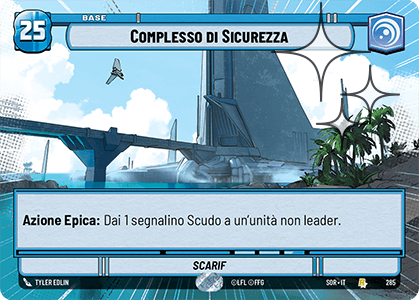 25
BASE
COMPLESSO DI SICUREZZA
Azione Epica: Dai 1 segnalino Scudo a un'unità non leader.
SCARIF
TYLER EDLIN
©LFL ©FFG
SOR•IT
285